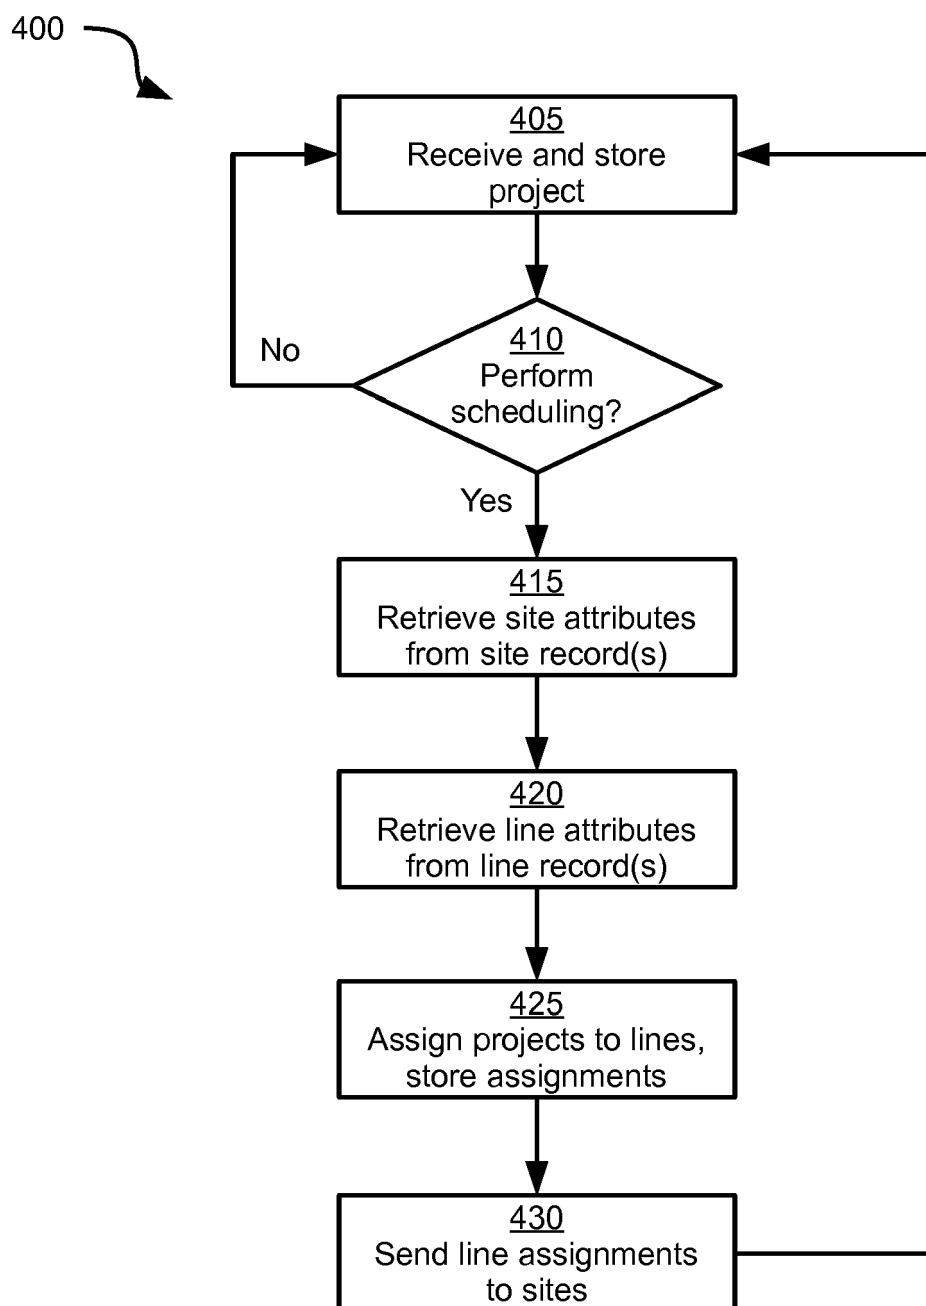 400
405
Receive and store
project
410
Perform
scheduling?
No
Yes
415
Retrieve site attributes
from site record(s)
420
Retrieve line attributes
from line record(s)
425
Assign projects to lines,
store assignments
430
Send line assignments
to sites